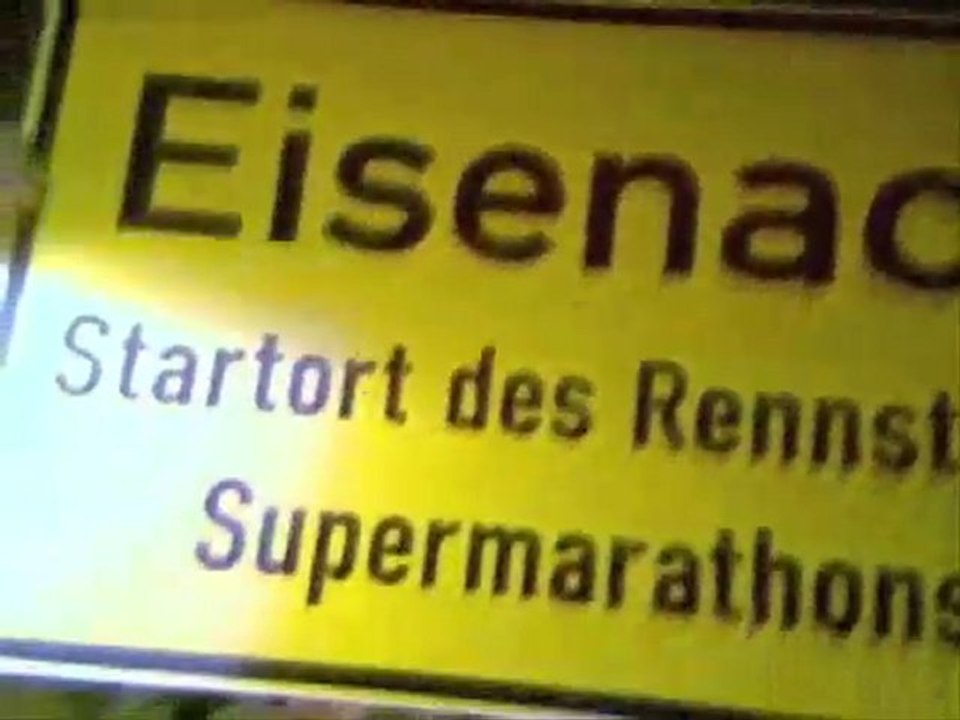 Eisenac
Startort des Rennst
Supermarathons